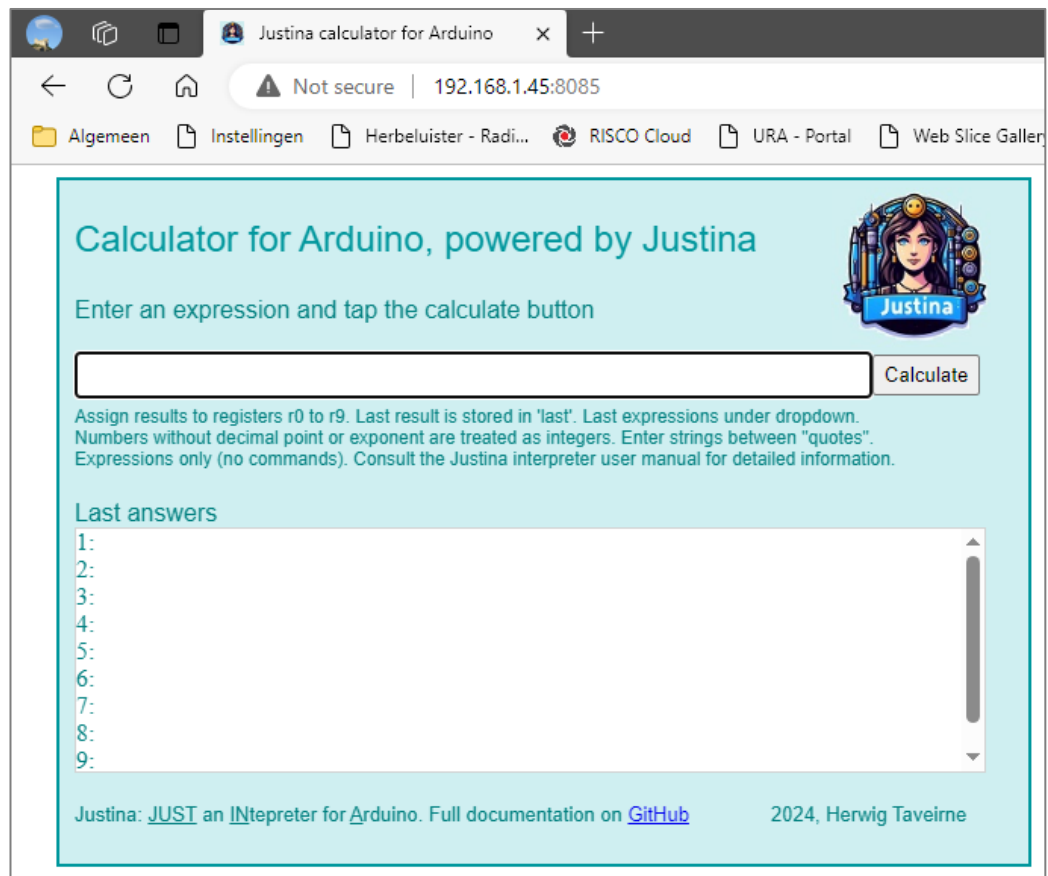 Justina calculator for Arduino
Not secure | 192.168.1.45:8085
Algemeen Instellingen Herbeluister - Radi... RISCO Cloud URA - Portal Web Slice Gallery
Calculator for Arduino, powered by Justina
Justina
Enter an expression and tap the calculate button
Calculate
Assign results to registers r0 to r9. Last result is stored in 'last'. Last expressions under dropdown.
Numbers without decimal point or exponent are treated as integers. Enter strings between "quotes".
Expressions only (no commands). Consult the Justina interpreter user manual for detailed information.
Last answers
1:
2:
3:
4:
5:
6:
7:
8:
9:
Justina: JUST an INtepreter for Arduino. Full documentation on GitHub 2024, Herwig Taveirne